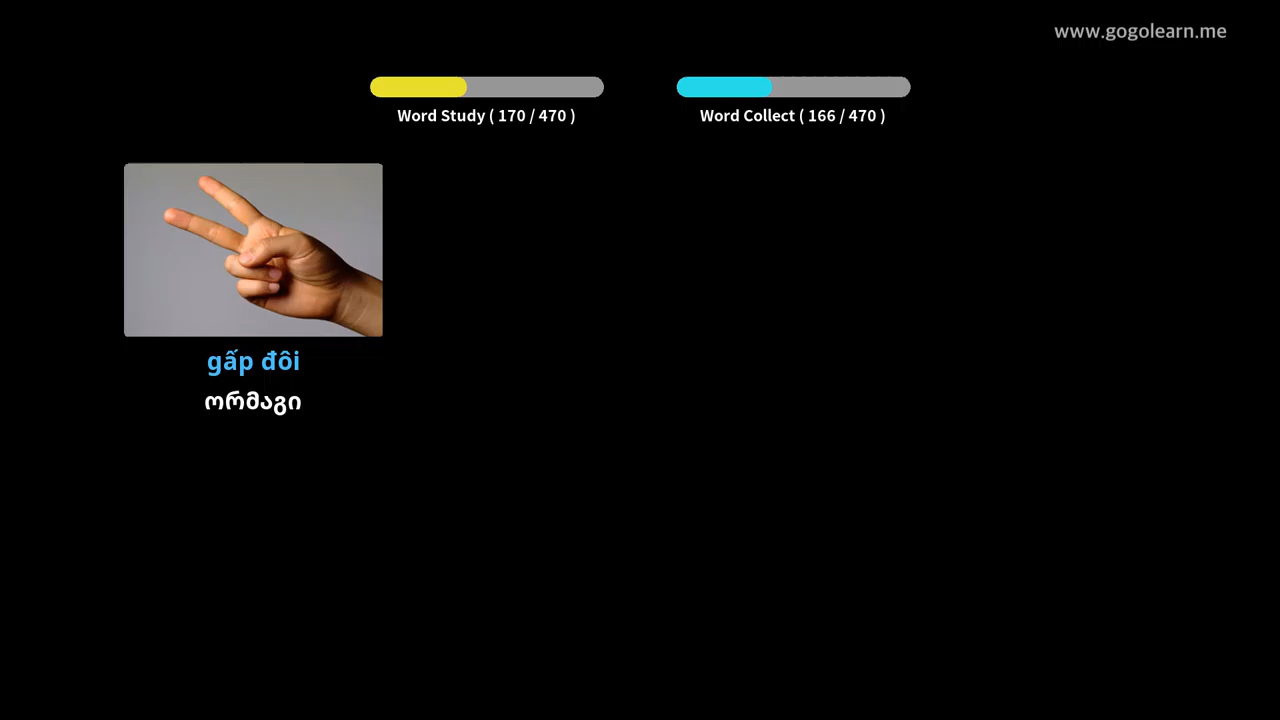 www.gogolearn.me
Word Study ( 170 / 470 )
Word Collect ( 166 / 470 )
gấp đôi
ორმაგი